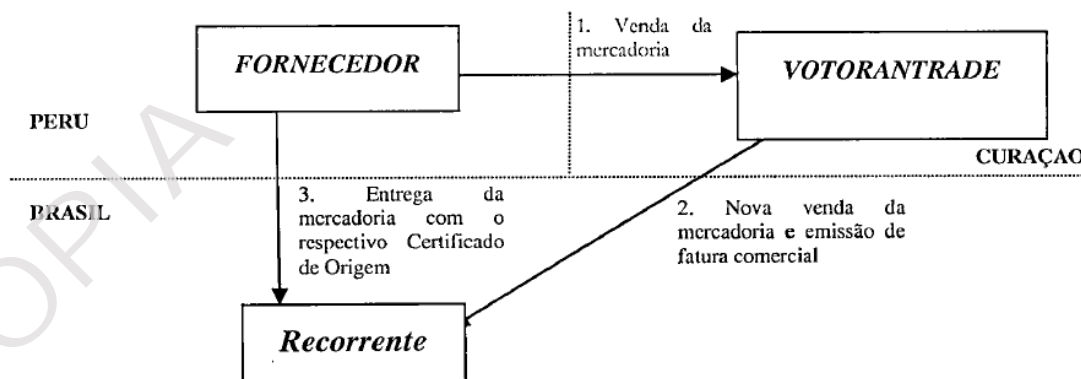 1. Venda da
mercadoria
FORNECEDOR
VOTORANTRADE
PERU
CURAÇAO
BRASIL
3. Entrega da
mercadoria com o
respectivo Certificado
de Origem
2. Nova venda da
mercadoria e emissão de
fatura comercial
Recorrente
OPIA